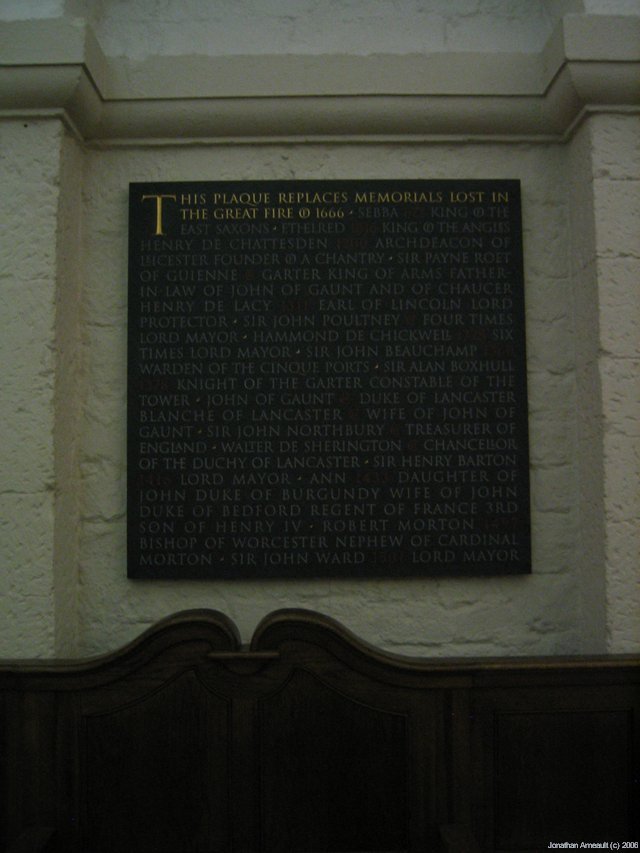 THIS PLAQUE REPLACES MEMORIALS LOST IN
THE GREAT FIRE OF 1666 · SEBBA KING OF THE
EAST SAXONS · ETHELRED KING OF THE ANGLES
HENRY DE CHATTESDEN ARCHDEACON OF
LEICESTER FOUNDER OF A CHANTRY · SIR PAYNE ROET
OF GUIENNE GARTER KING OF ARMS FATHER-
IN-LAW OF JOHN OF GAUNT AND OF CHAUCER
HENRY DE LACY EARL OF LINCOLN LORD
PROTECTOR · SIR JOHN POULTNEY FOUR TIMES
LORD MAYOR · HAMMOND DE CHICKWELL SIX
TIMES LORD MAYOR · SIR JOHN BEAUCHAMP
WARDEN OF THE CINQUE PORTS · SIR ALAN BOXHULL
1378 KNIGHT OF THE GARTER CONSTABLE OF THE
TOWER · JOHN OF GAUNT DUKE OF LANCASTER
BLANCHE OF LANCASTER WIFE OF JOHN OF
GAUNT · SIR JOHN NORTHBURY TREASURER OF
ENGLAND · WALTER DE SHERINGTON CHANCELLOR
OF THE DUCHY OF LANCASTER · SIR HENRY BARTON
LORD MAYOR · ANN DAUGHTER OF
JOHN DUKE OF BURGUNDY WIFE OF JOHN
DUKE OF BEDFORD REGENT OF FRANCE 3RD
SON OF HENRY IV · ROBERT MORTON
BISHOP OF WORCESTER NEPHEW OF CARDINAL
MORTON · SIR JOHN WARD LORD MAYOR
Jonathan Arneault (c) 2006